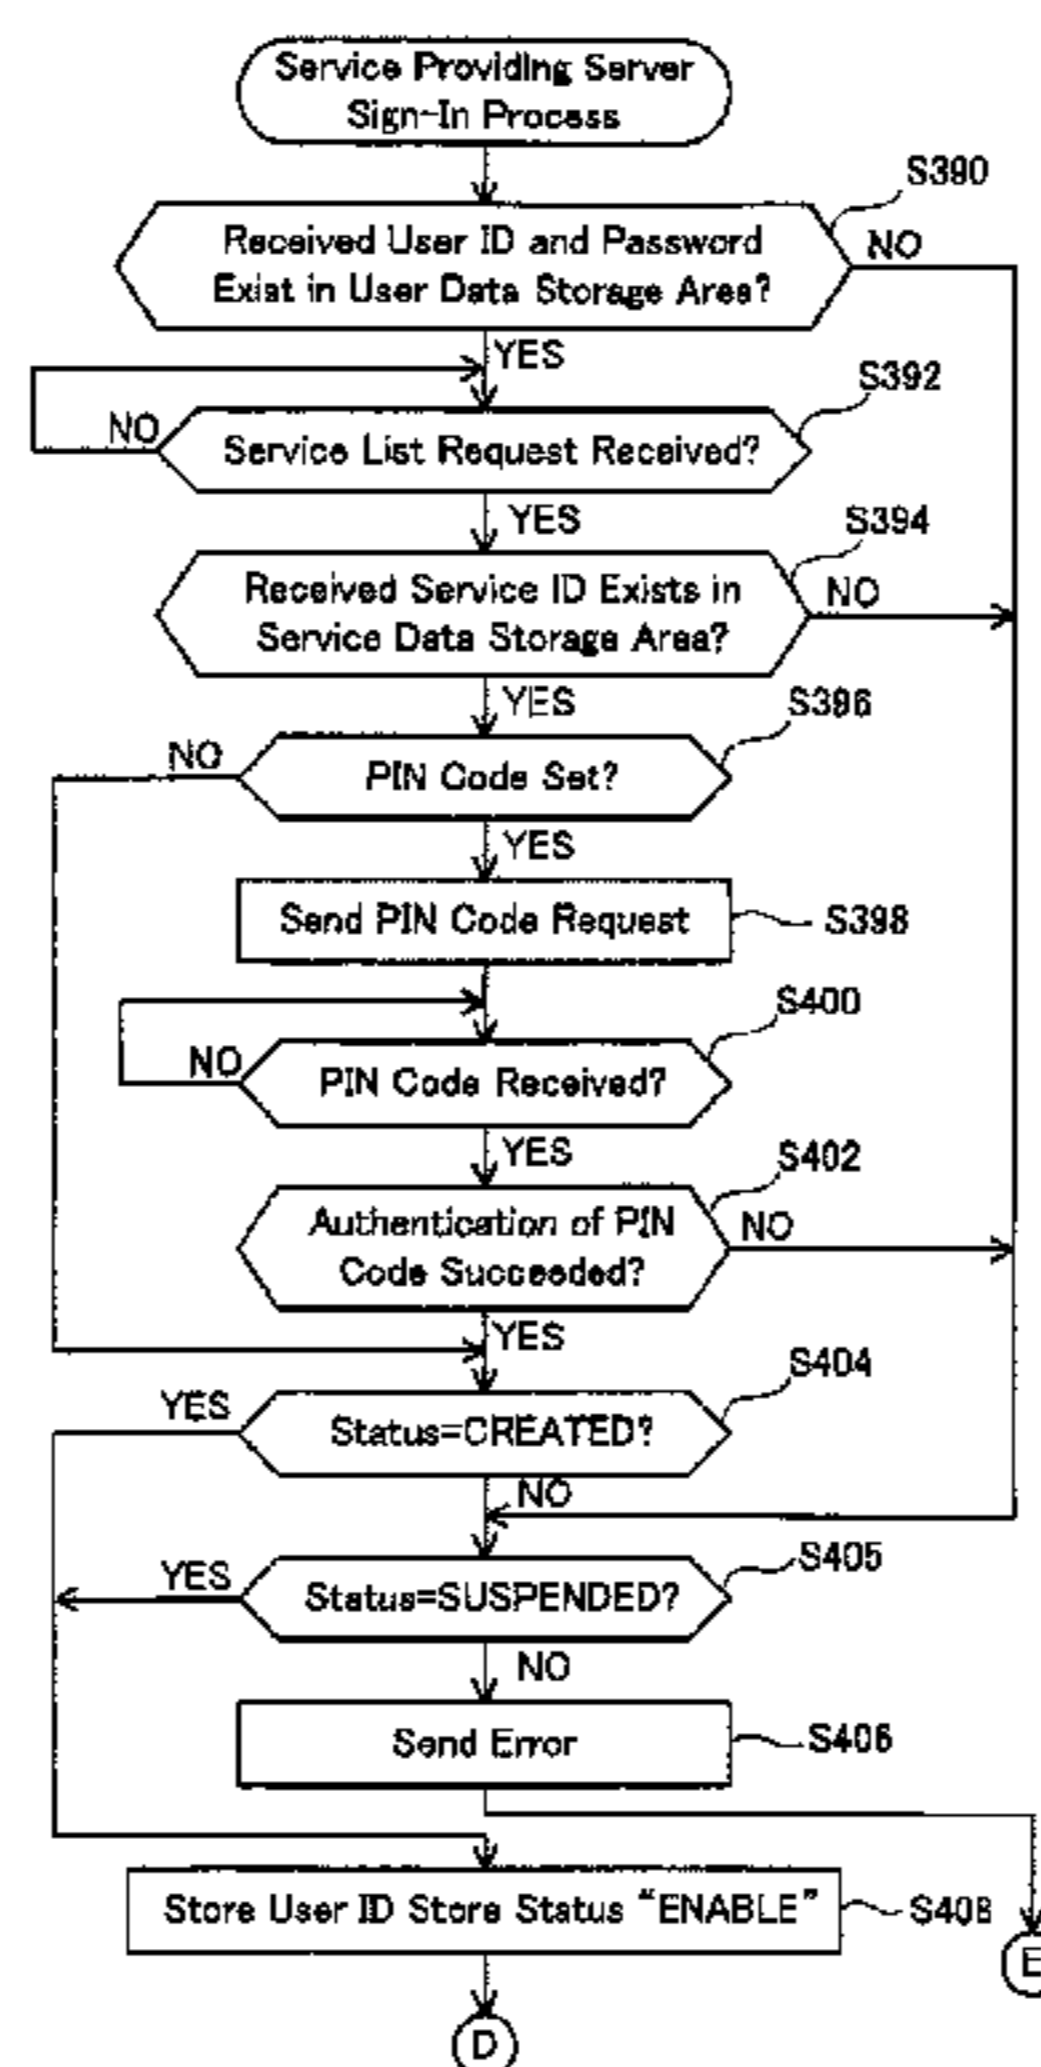 Service Providing Server
Sign-In Process
S390
Received User ID and Password
Exist in User Data Storage Area?
NO
YES
S392
NO
Service List Request Received?
YES
S394
Received Service ID Exists in
Service Data Storage Area?
NO
YES
S396
NO
PIN Code Set?
YES
Send PIN Code Request
S398
S400
NO
PIN Code Received?
YES
S402
Authentication of PIN
Code Succeeded?
NO
YES
S404
YES
Status=CREATED?
NO
S405
YES
Status=SUSPENDED?
NO
Send Error
S406
Store User ID Store Status “ENABLE”
S408
E
D